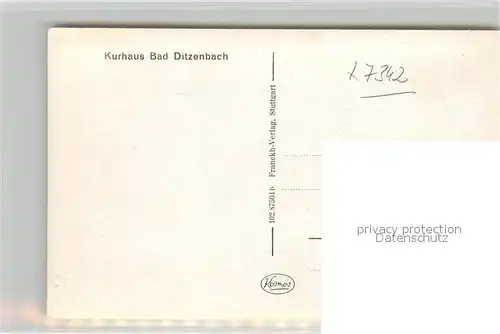 Kurhaus Bad Ditzenbach
7342
102 87504 b Franckh-Verlag, Stuttgart
Kosmos
privacy protection
Datenschutz